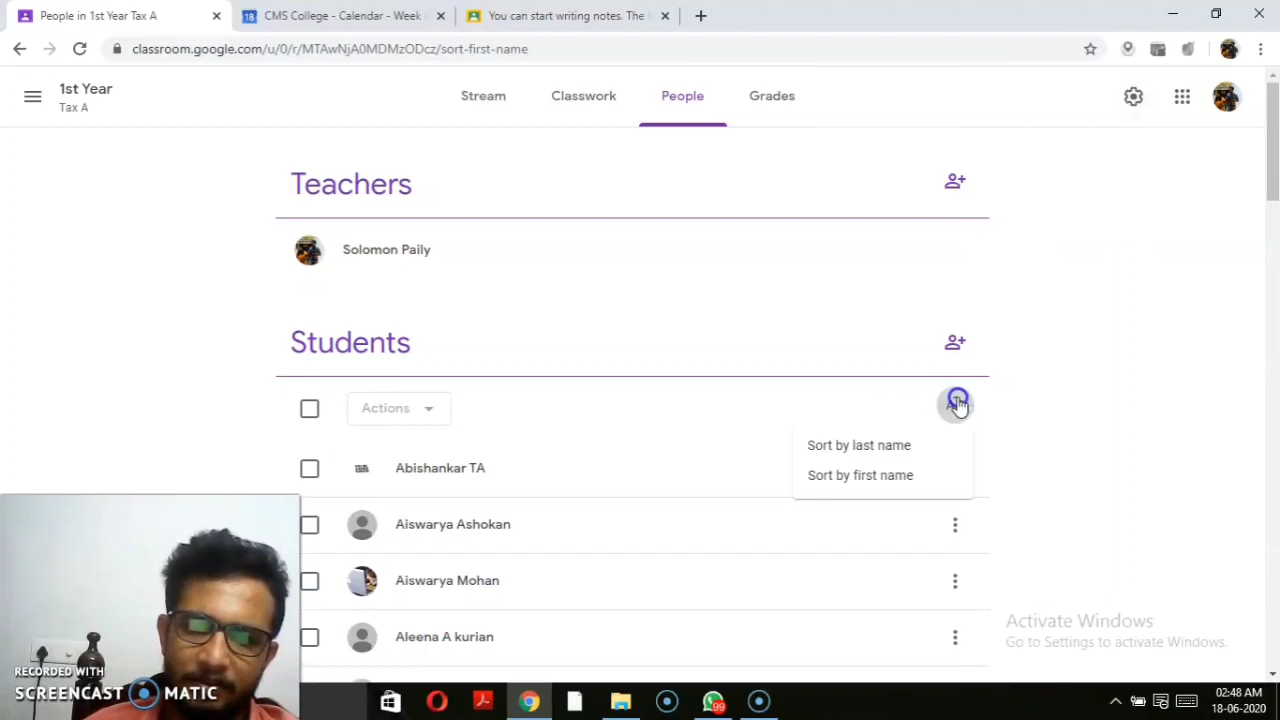 People in 1st Year Tax A
CMS College - Calendar - Week
You can start writing notes. The
classroom.google.com/u/0/r/MTAwNjA0MDMzODcz/sort-first-name
1st Year
Tax A
Stream
Classwork
People
Grades
Teachers
Solomon Paily
Students
Actions
Sort by last name
Sort by first name
Abishankar TA
Aiswarya Ashokan
Aiswarya Mohan
Aleena A kurian
Activate Windows
Go to Settings to activate Windows.
RECORDED WITH
SCREENCAST MATIC
99
02:48 AM
18-06-2020